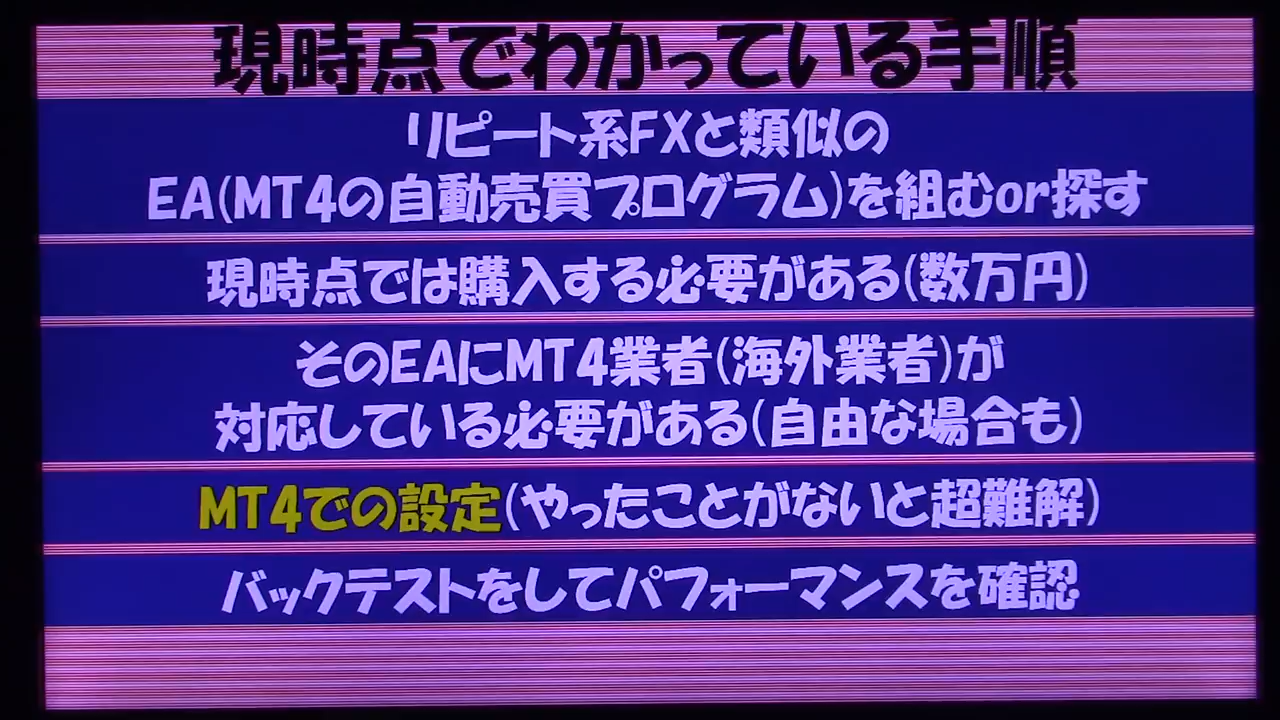 現時点でわかっている手順
リピート系FXと類似の
EA(MT4の自動売買プログラム)を組むor探す
現時点では購入する必要がある(数万円)
そのEAにMT4業者(海外業者)が
対応している必要がある(自由な場合も)
MT4での設定(やったことがないと超難解)
バックテストをしてパフォーマンスを確認